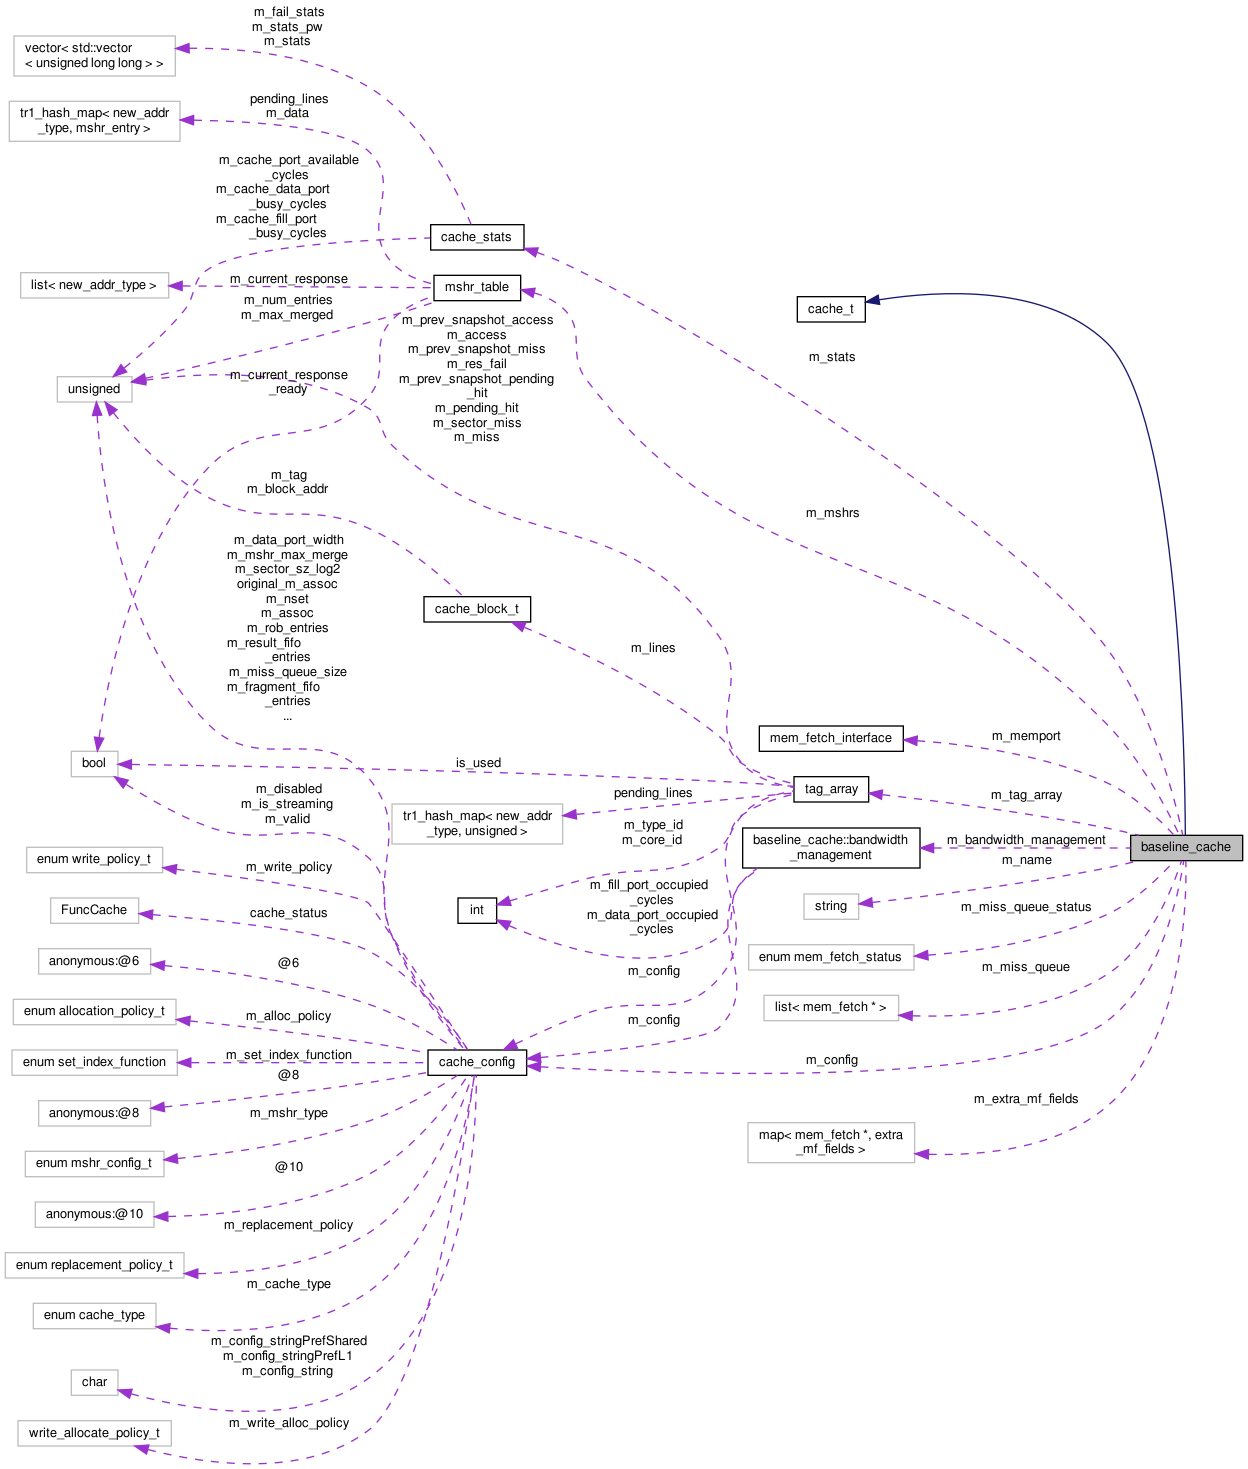 m_fail_stats
m_stats_pw
m_stats
vector< std::vector
< unsigned long long > >
pending_lines
m_data
tr1_hash_map< new_addr
_type, mshr_entry >
m_cache_port_available
_cycles
m_cache_data_port
_busy_cycles
m_cache_fill_port
_busy_cycles
cache_stats
list< new_addr_type >
m_current_response
mshr_table
m_num_entries
m_max_merged
cache_t
m_prev_snapshot_access
m_access
m_prev_snapshot_miss
m_res_fail
m_prev_snapshot_pending
_hit
m_pending_hit
m_sector_miss
m_miss
m_stats
unsigned
m_current_response
_ready
m_tag
m_block_addr
m_mshrs
m_data_port_width
m_mshr_max_merge
m_sector_sz_log2
original_m_assoc
m_nset
m_assoc
m_rob_entries
m_result_fifo
_entries
m_miss_queue_size
m_fragment_fifo
_entries
...
cache_block_t
m_lines
mem_fetch_interface
m_memport
bool
is_used
m_disabled
m_is_streaming
m_valid
tag_array
m_tag_array
pending_lines
tr1_hash_map< new_addr
_type, unsigned >
m_type_id
m_core_id
baseline_cache::bandwidth
_management
m_bandwidth_management
baseline_cache
m_name
enum write_policy_t
m_write_policy
FuncCache
cache_status
int
m_fill_port_occupied
_cycles
m_data_port_occupied
_cycles
string
m_miss_queue_status
enum mem_fetch_status
anonymous:@6
@6
m_config
m_miss_queue
list< mem_fetch * >
enum allocation_policy_t
m_alloc_policy
m_config
enum set_index_function
m_set_index_function
cache_config
m_config
@8
anonymous:@8
m_mshr_type
m_extra_mf_fields
map< mem_fetch *, extra
_mf_fields >
enum mshr_config_t
@10
anonymous:@10
m_replacement_policy
enum replacement_policy_t
m_cache_type
enum cache_type
m_config_stringPrefShared
m_config_stringPrefL1
m_config_string
char
m_write_alloc_policy
write_allocate_policy_t